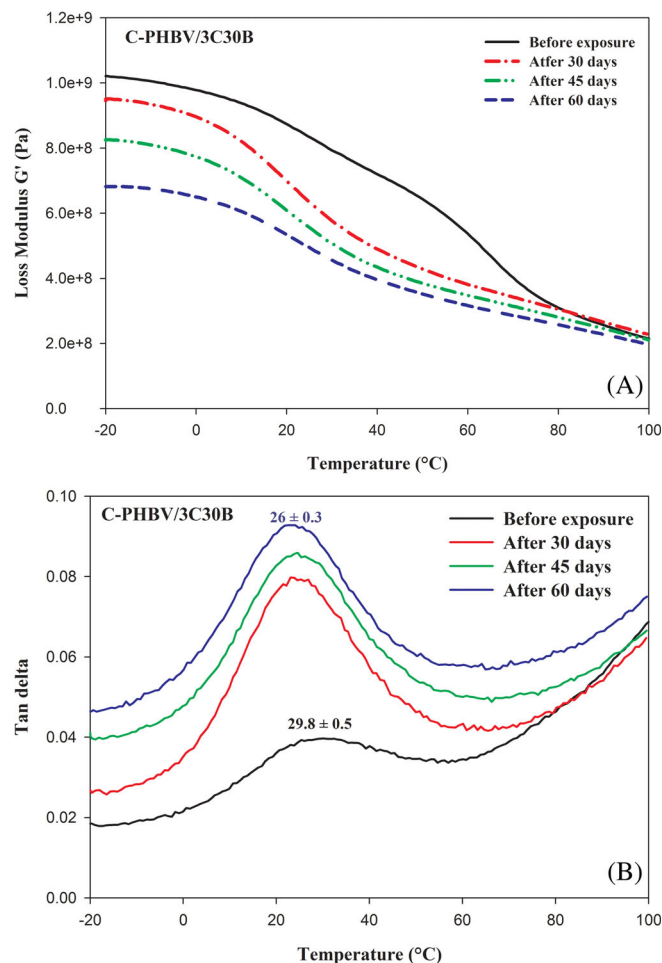 C-PHBV/3C30B
Before exposure
Atfer 30 days
After 45 days
After 60 days
Loss Modulus G' (Pa)
1.2e+9
1.0e+9
8.0e+8
6.0e+8
4.0e+8
2.0e+8
0.0
-20 0 20 40 60 80 100
Temperature (°C)
(A)
C-PHBV/3C30B
26 ± 0.3
Before exposure
After 30 days
After 45 days
After 60 days
29.8 ± 0.5
Tan delta
0.10
0.08
0.06
0.04
0.02
0.00
-20 0 20 40 60 80 100
Temperature (°C)
(B)